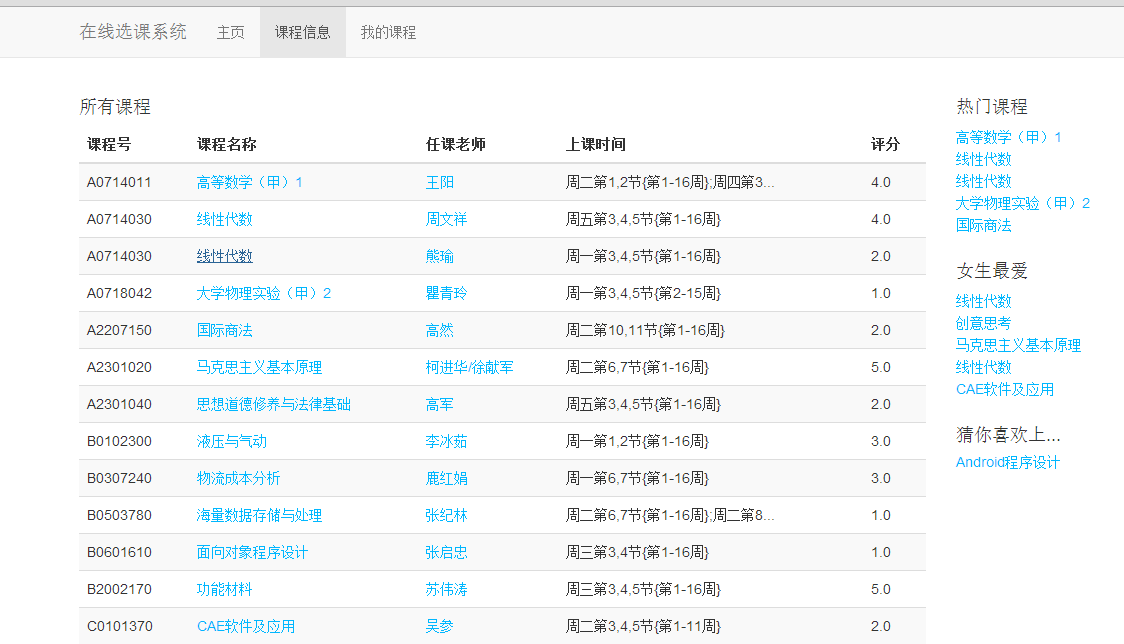 在线选课系统 主页 课程信息 我的课程
所有课程
课程号 课程名称 任课老师 上课时间 评分
A0714011 高等数学（甲）1 王阳 周二第1,2节{第1-16周};周四第3... 4.0
A0714030 线性代数 周文祥 周五第3,4,5节{第1-16周} 4.0
A0714030 线性代数 熊瑜 周一第3,4,5节{第1-16周} 2.0
A0718042 大学物理实验（甲）2 瞿青玲 周一第3,4,5节{第2-15周} 1.0
A2207150 国际商法 高然 周二第10,11节{第1-16周} 2.0
A2301020 马克思主义基本原理 柯进华/徐献军 周二第6,7节{第1-16周} 5.0
A2301040 思想道德修养与法律基础 高军 周五第3,4,5节{第1-16周} 2.0
B0102300 液压与气动 李冰茹 周一第1,2节{第1-16周} 3.0
B0307240 物流成本分析 鹿红娟 周一第6,7节{第1-16周} 3.0
B0503780 海量数据存储与处理 张纪林 周二第6,7节{第1-16周};周二第8... 1.0
B0601610 面向对象程序设计 张启忠 周三第3,4节{第1-16周} 1.0
B2002170 功能材料 苏伟涛 周三第3,4,5节{第1-16周} 5.0
C0101370 CAE软件及应用 吴参 周二第3,4,5节{第1-11周} 2.0
热门课程
高等数学（甲）1
线性代数
线性代数
大学物理实验（甲）2
国际商法
女生最爱
线性代数
创意思考
马克思主义基本原理
线性代数
CAE软件及应用
猜你喜欢上...
Android程序设计